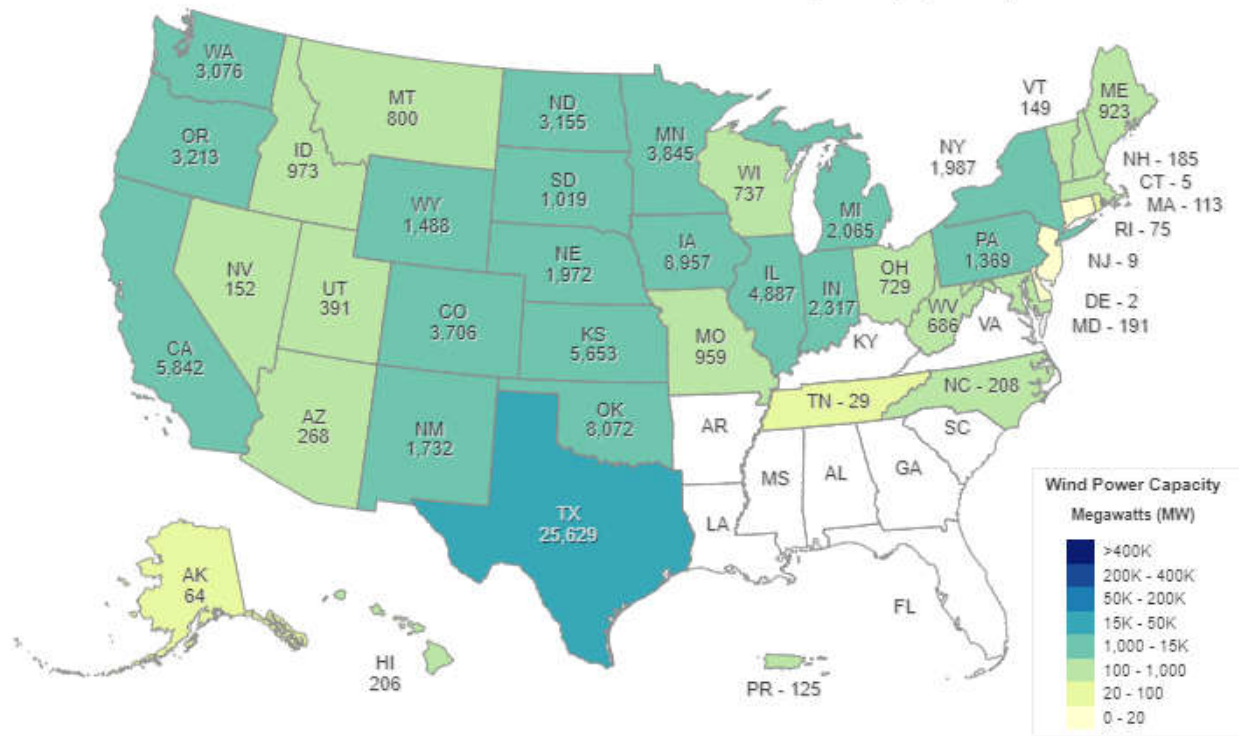 WA
3,076
MT
800
ND
3,155
MN
3,845
VT
149
ME
923
OR
3,213
ID
973
SD
1,019
WI
737
NY
1,987
NH - 185
CT - 5
MA - 113
RI - 75
WY
1,488
MI
2,065
NE
1,972
IA
8,957
PA
1,369
NJ - 9
NV
152
UT
391
CO
3,706
IL
4,887
IN
2,317
OH
729
WV
686
VA
DE - 2
MD - 191
CA
5,842
KS
5,653
MO
959
KY
AZ
268
NM
1,732
OK
8,072
AR
TN - 29
NC - 208
SC
MS
AL
GA
TX
25,629
LA
FL
AK
64
HI
206
PR - 125
Wind Power Capacity
Megawatts (MW)
>400K
200K - 400K
50K - 200K
15K - 50K
1,000 - 15K
100 - 1,000
20 - 100
0 - 20